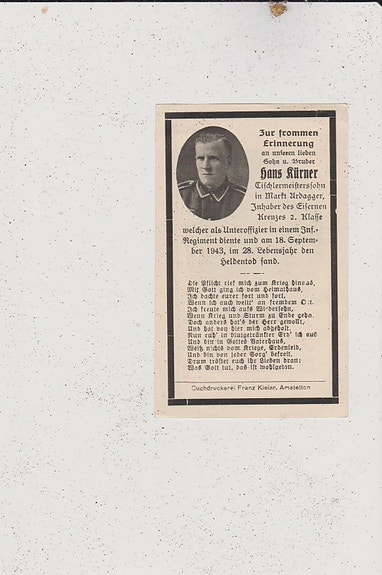 Zur frommen
Erinnerung
an unseren lieben
Sohn u. Bruder
Hans Kürner
Tischlermeisterssohn
in Markt Ardagger,
Inhaber des Eisernen
Kreuzes 2. Klasse
welcher als Unteroffizier in einem Inf.-
Regiment diente und am 18. Septem-
ber 1943, im 28. Lebensjahr den
Heldentod fand.
Die Pflicht rief mich zum Krieg hinaus,
Mit Gott ging ich vom Heimathaus,
Ich dachte eurer fort und fort,
Wenn ich auch weilt' an fremdem Ort.
Ich freute mich aufs Wiedersehn,
Wenn Krieg und Sturm zu Ende gehn.
Doch anders hat's der Herr gewollt,
Und hat von hier mich abgeholt.
Nun ruh' in blutgetränkter Erd' ich aus
Und bin in Gottes Vaterhaus,
Weiß nichts vom Kriege, Erdenleid,
Und bin von jeder Sorg' befreit.
Drum tröstet euch ihr Lieben dran:
Was Gott tut, das ist wohlgetan.
Buchdruckerei Franz Kisler, Amstetten